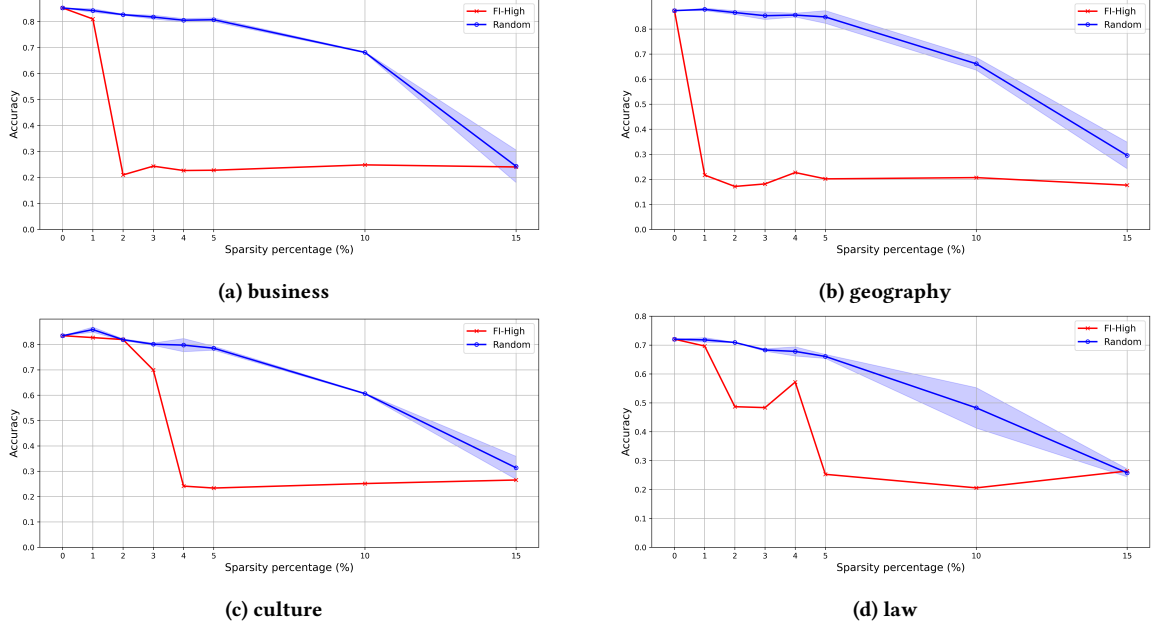 0.8
0.7
0.6
0.5
0.4
0.3
0.2
0.1
0.0
Accuracy
FI-High
Random
0 1 2 3 4 5 10 15
Sparsity percentage (%)
(a) business
0.8
0.7
0.6
0.5
0.4
0.3
0.2
0.1
0.0
Accuracy
FI-High
Random
0 1 2 3 4 5 10 15
Sparsity percentage (%)
(b) geography
0.8
0.7
0.6
0.5
0.4
0.3
0.2
0.1
0.0
Accuracy
FI-High
Random
0 1 2 3 4 5 10 15
Sparsity percentage (%)
(c) culture
0.8
0.7
0.6
0.5
0.4
0.3
0.2
0.1
0.0
Accuracy
FI-High
Random
0 1 2 3 4 5 10 15
Sparsity percentage (%)
(d) law